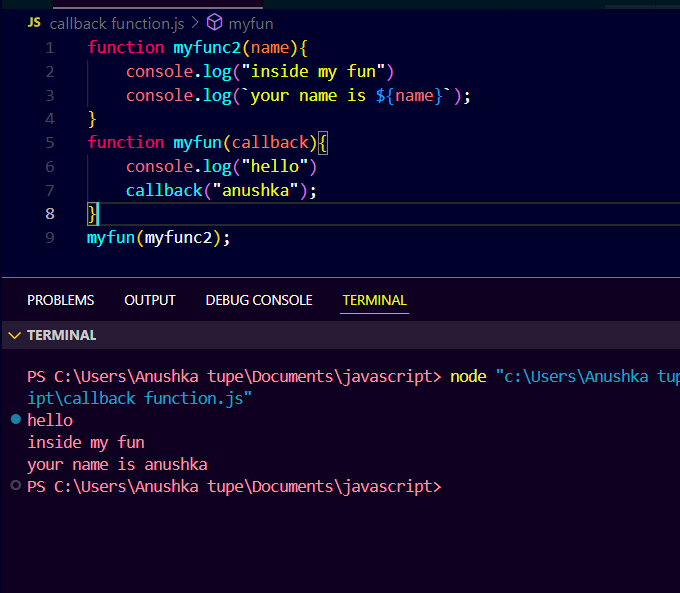 JS callback function.js > myfun
1 function myfunc2(name){
2     console.log("inside my fun")
3     console.log(`your name is ${name}`);
4 }
5 function myfun(callback){
6     console.log("hello")
7     callback("anushka");
8 }
9 myfun(myfunc2);
PROBLEMS OUTPUT DEBUG CONSOLE TERMINAL
TERMINAL
PS C:\Users\Anushka tupe\Documents\javascript> node "c:\Users\Anushka tup
ipt\callback function.js"
hello
inside my fun
your name is anushka
PS C:\Users\Anushka tupe\Documents\javascript>